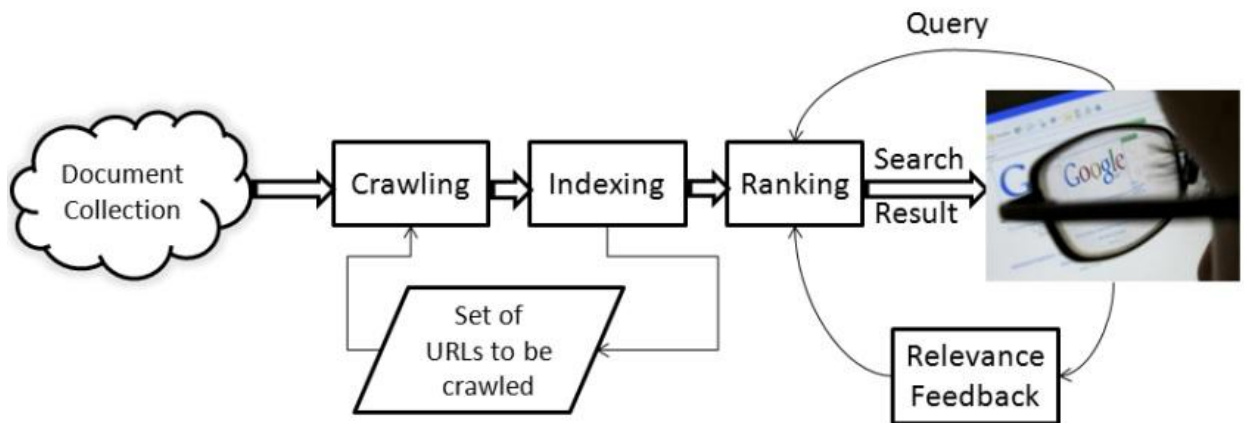 Query
Document
Collection
Crawling
Indexing
Ranking
Search
Result
G
Google
Set of
URLs to be
crawled
Relevance
Feedback